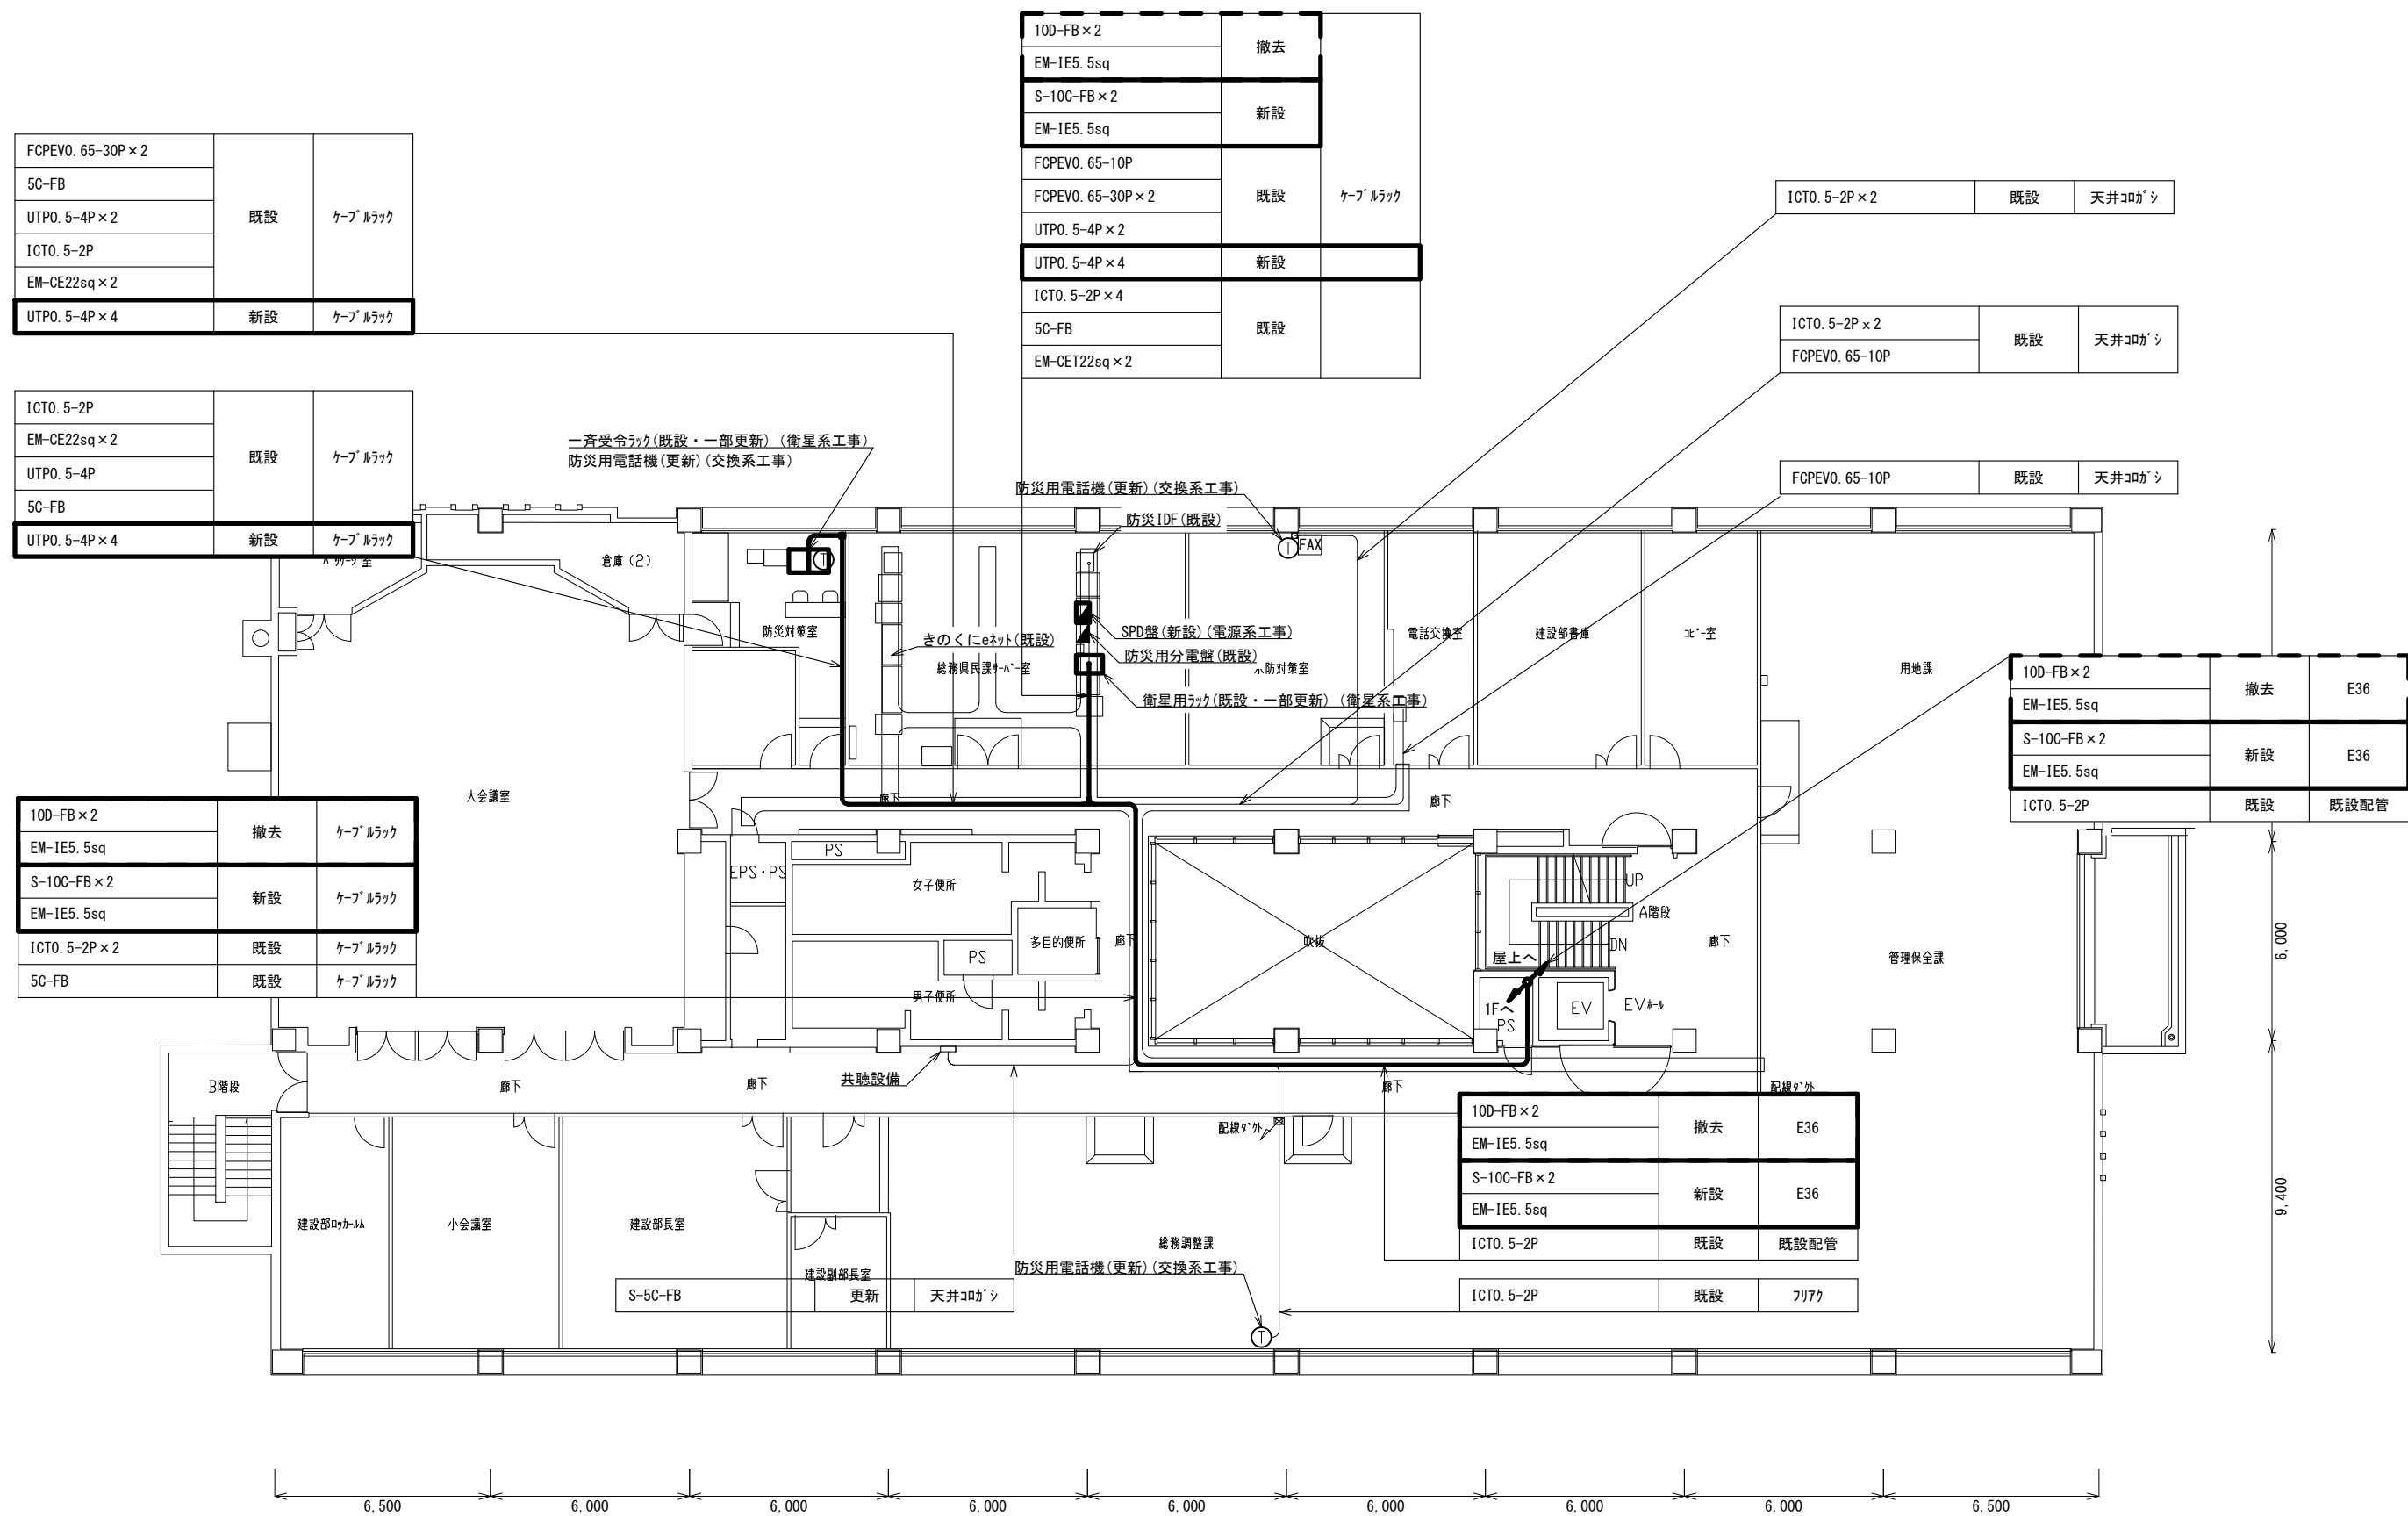 10D-FB×2
撤去
EM-IE5.5sq
S-10C-FB×2
新設
EM-IE5.5sq
FCPEV0.65-10P
FCPEV0.65-30P×2
既設
ｹｰﾌﾞﾙﾗｯｸ
UTP0.5-4P×2
UTP0.5-4P×4
新設
ICT0.5-2P×4
5C-FB
既設
EM-CET22sq×2
FCPEV0.65-30P×2
5C-FB
UTP0.5-4P×2
既設
ｹｰﾌﾞﾙﾗｯｸ
ICT0.5-2P
EM-CE22sq×2
UTP0.5-4P×4
新設
ｹｰﾌﾞﾙﾗｯｸ
ICT0.5-2P×2
既設
天井ｺﾛｶﾞｼ
ICT0.5-2P×2
既設
天井ｺﾛｶﾞｼ
FCPEV0.65-10P
ICT0.5-2P
EM-CE22sq×2
既設
ｹｰﾌﾞﾙﾗｯｸ
UTP0.5-4P
5C-FB
UTP0.5-4P×4
新設
ｹｰﾌﾞﾙﾗｯｸ
一斉受令ﾗｯｸ(既設・一部更新) (衛星系工事)
防災用電話機(更新)(交換系工事)
FCPEV0.65-10P
既設
天井ｺﾛｶﾞｼ
防災用電話機(更新)(交換系工事)
防災IDF(既設)
FAX
T
T
倉庫 (2)
防災対策室
きのくにeﾈｯﾄ(既設)
総務県民課ｻｰﾊﾞｰ室
SPD盤(新設)(電源系工事)
防災用分電盤(既設)
防対策室
衛星用ﾗｯｸ(既設・一部更新) (衛星系工事)
電話交換室
建設部書庫
ｺﾋﾟｰ室
用地課
10D-FB×2
撤去
E36
EM-IE5.5sq
S-10C-FB×2
新設
E36
EM-IE5.5sq
ICT0.5-2P
既設
既設配管
大会議室
廊下
廊下
10D-FB×2
撤去
ｹｰﾌﾞﾙﾗｯｸ
EM-IE5.5sq
S-10C-FB×2
新設
ｹｰﾌﾞﾙﾗｯｸ
EM-IE5.5sq
ICT0.5-2P×2
既設
ｹｰﾌﾞﾙﾗｯｸ
5C-FB
既設
ｹｰﾌﾞﾙﾗｯｸ
PS
EPS・PS
女子便所
多目的便所
PS
男子便所
廊下
吹抜
UP
A階段
DN
廊下
屋上へ
1Fへ
PS
EV
EVﾎｰﾙ
管理保全課
6,000
B階段
廊下
廊下
共聴設備
廊下
配線ﾀﾞｸﾄ
配線ﾀﾞｸﾄ
10D-FB×2
撤去
E36
EM-IE5.5sq
S-10C-FB×2
新設
E36
EM-IE5.5sq
ICT0.5-2P
既設
既設配管
9,400
建設部ﾛｯｶｰﾙﾑ
小会議室
建設部長室
総務調整課
建設副部長室
防災用電話機(更新)(交換系工事)
S-5C-FB
更新
天井ｺﾛｶﾞｼ
ICT0.5-2P
既設
ﾌﾘｱｸ
T
6,500
6,000
6,000
6,000
6,000
6,000
6,000
6,000
6,500